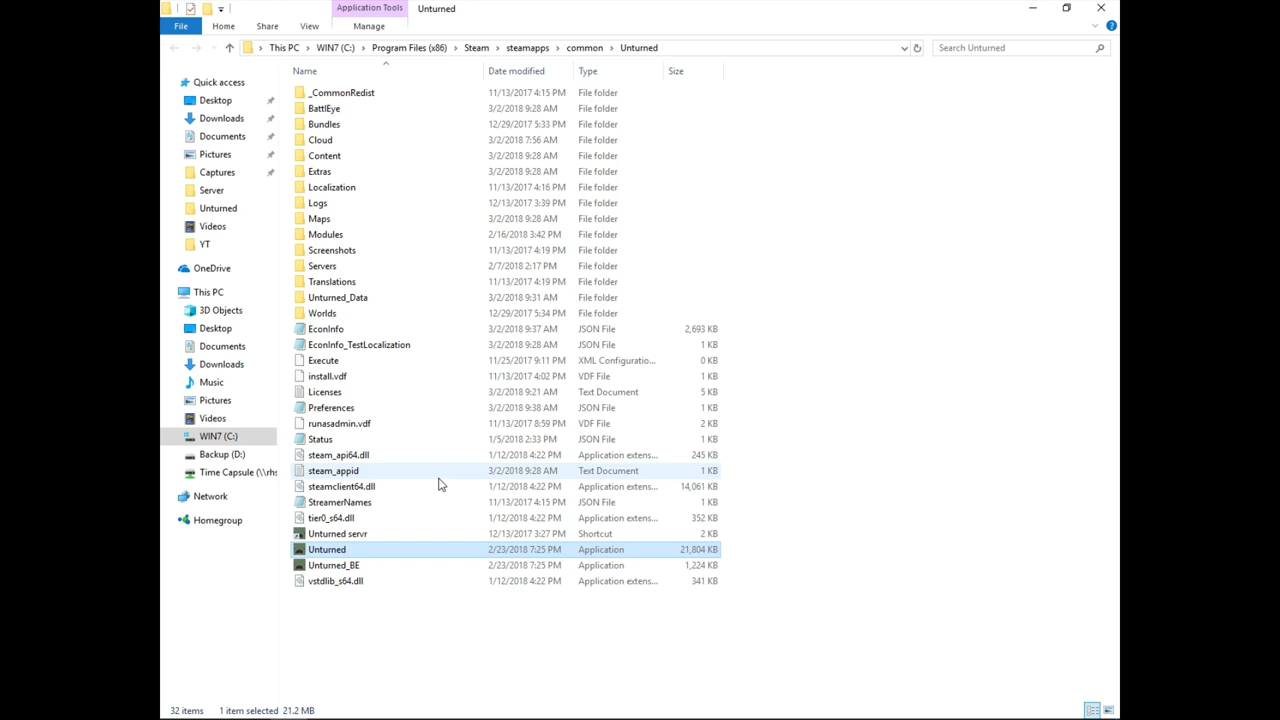 Application Tools Unturned
File Home Share View Manage
This PC WIN7 (C:) Program Files (x86) Steam steamapps common Unturned Search Unturned
Name Date modified Type Size
Quick access
Desktop
Downloads
Documents
Pictures
Captures
Server
Unturned
Videos
YT
OneDrive
This PC
3D Objects
Desktop
Documents
Downloads
Music
Pictures
Videos
WIN7 (C:)
Backup (D:)
Time Capsule (\\rhs
Network
Homegroup
_CommonRedist 11/13/2017 4:15 PM File folder
BattlEye 3/2/2018 9:28 AM File folder
Bundles 12/29/2017 5:33 PM File folder
Cloud 3/2/2018 7:56 AM File folder
Content 3/2/2018 9:28 AM File folder
Extras 3/2/2018 9:28 AM File folder
Localization 11/13/2017 4:16 PM File folder
Logs 12/13/2017 3:39 PM File folder
Maps 3/2/2018 9:28 AM File folder
Modules 2/16/2018 3:42 PM File folder
Screenshots 11/13/2017 4:19 PM File folder
Servers 2/7/2018 2:17 PM File folder
Translations 11/13/2017 4:19 PM File folder
Unturned_Data 3/2/2018 9:31 AM File folder
Worlds 12/29/2017 5:34 PM File folder
EconInfo 3/2/2018 9:37 AM JSON File 2,693 KB
EconInfo_TestLocalization 3/2/2018 9:28 AM JSON File 1 KB
Execute 11/25/2017 9:11 PM XML Configuratio... 0 KB
install.vdf 11/13/2017 4:02 PM VDF File 1 KB
Licenses 3/2/2018 9:21 AM Text Document 5 KB
Preferences 3/2/2018 9:38 AM JSON File 1 KB
runasadmin.vdf 11/13/2017 8:59 PM VDF File 2 KB
Status 1/5/2018 2:33 PM JSON File 1 KB
steam_api64.dll 1/12/2018 4:22 PM Application extens... 245 KB
steam_appid 3/2/2018 9:28 AM Text Document 1 KB
steamclient64.dll 1/12/2018 4:22 PM Application extens... 14,061 KB
StreamerNames 11/13/2017 4:15 PM JSON File 1 KB
tier0_s64.dll 1/12/2018 4:22 PM Application extens... 352 KB
Unturned servr 12/13/2017 3:27 PM Shortcut 2 KB
Unturned 2/23/2018 7:25 PM Application 21,804 KB
Unturned_BE 2/23/2018 7:25 PM Application 1,224 KB
vstdlib_s64.dll 1/12/2018 4:22 PM Application extens... 341 KB
32 items 1 item selected 21.2 MB